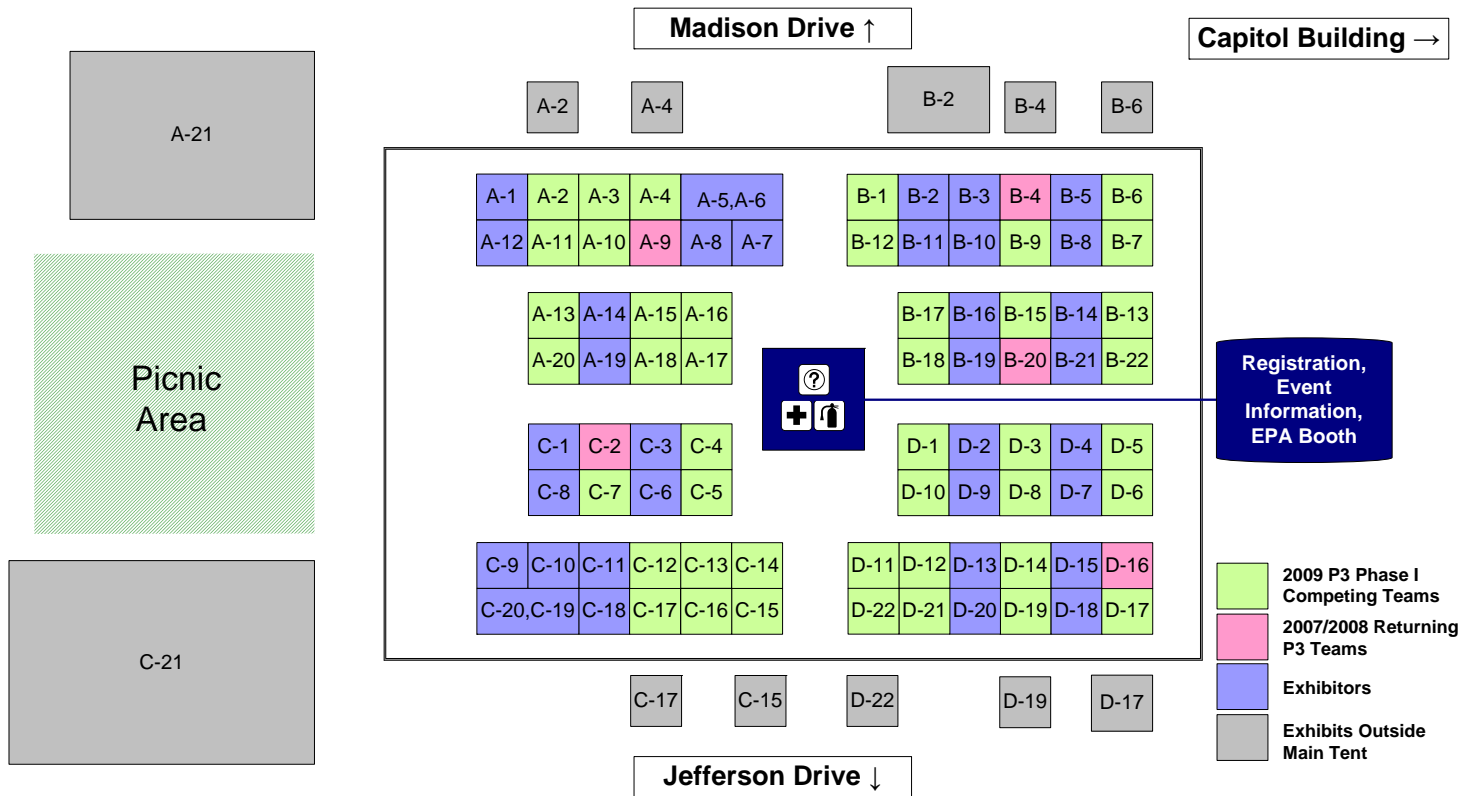 Madison Drive ↑
Capitol Building →
A-21
A-2
A-4
B-2
B-4
B-6
A-1 A-2 A-3 A-4 A-5,A-6
A-12 A-11 A-10 A-9 A-8 A-7
B-1 B-2 B-3 B-4 B-5 B-6
B-12 B-11 B-10 B-9 B-8 B-7
A-13 A-14 A-15 A-16
A-20 A-19 A-18 A-17
B-17 B-16 B-15 B-14 B-13
B-18 B-19 B-20 B-21 B-22
Picnic
Area
?
Registration,
Event
Information,
EPA Booth
C-1 C-2 C-3 C-4
C-8 C-7 C-6 C-5
D-1 D-2 D-3 D-4 D-5
D-10 D-9 D-8 D-7 D-6
C-9 C-10 C-11 C-12 C-13 C-14
C-20,C-19 C-18 C-17 C-16 C-15
D-11 D-12 D-13 D-14 D-15 D-16
D-22 D-21 D-20 D-19 D-18 D-17
C-21
C-17
C-15
D-22
D-19
D-17
2009 P3 Phase I
Competing Teams
2007/2008 Returning
P3 Teams
Exhibitors
Exhibits Outside
Main Tent
Jefferson Drive ↓